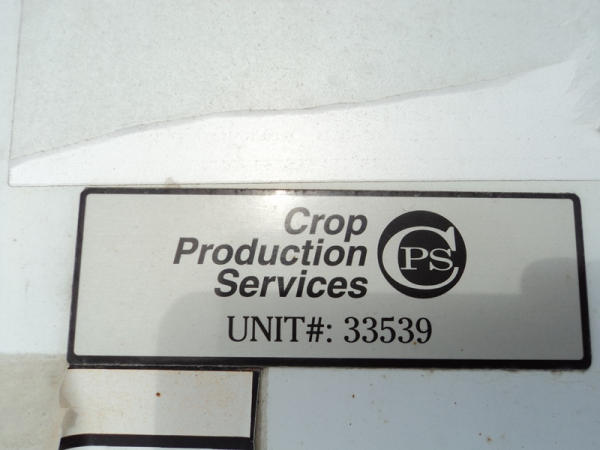 Crop
Production
Services
CPS
UNIT#: 33539